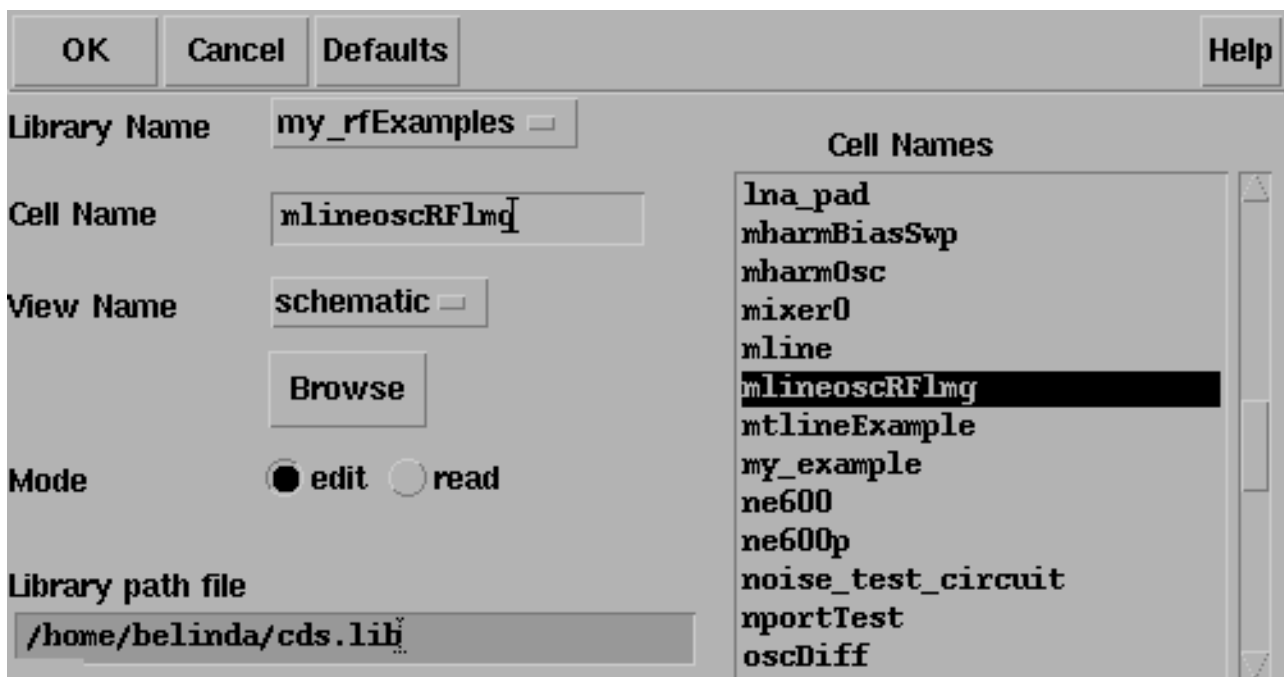 OK Cancel Defaults Help
Library Name my_rfExamples
Cell Name mlineoscRFlmg
View Name schematic
Browse
Mode edit read
Library path file
/home/belinda/cds.lib
Cell Names
lna_pad
mharmBiasSwp
mharmOsc
mixer0
mline
mlineoscRFlmg
mtlineExample
my_example
ne600
ne600p
noise_test_circuit
nportTest
oscDiff